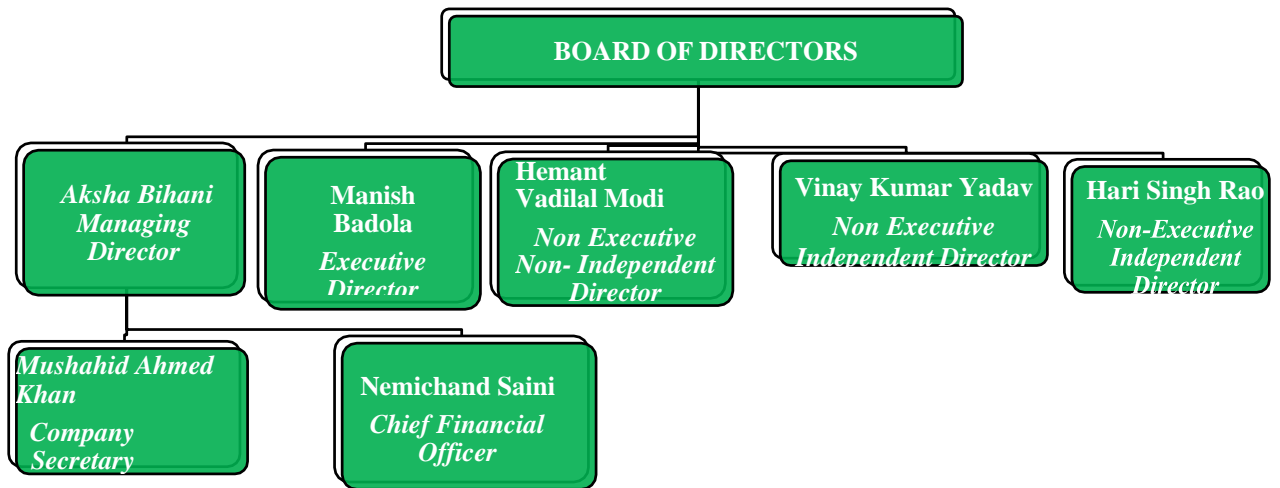 BOARD OF DIRECTORS
Aksha Bihani
Managing
Director
Manish
Badola
Executive
Director
Hemant
Vadilal Modi
Non Executive
Non- Independent
Director
Vinay Kumar Yadav
Non Executive
Independent Director
Hari Singh Rao
Non-Executive
Independent
Director
Mushahid Ahmed
Khan
Company
Secretary
Nemichand Saini
Chief Financial
Officer